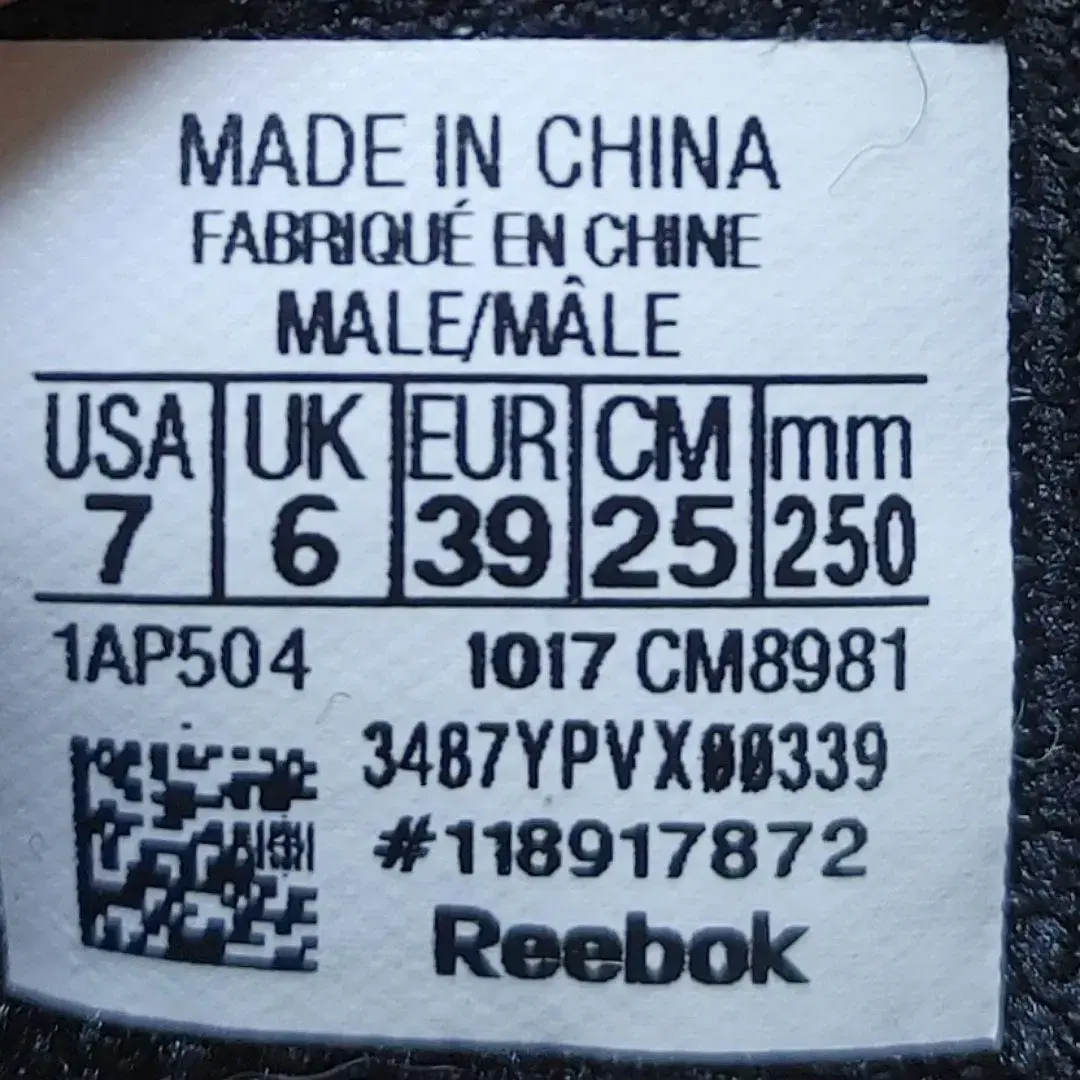 MADE IN CHINA
FABRIQUÉ EN CHINE
MALE/MÂLE
USA UK EUR CM mm
7 6 39 25 250
1AP504 1017 CM8981
3487YPVX00339
#118917872
Reebok